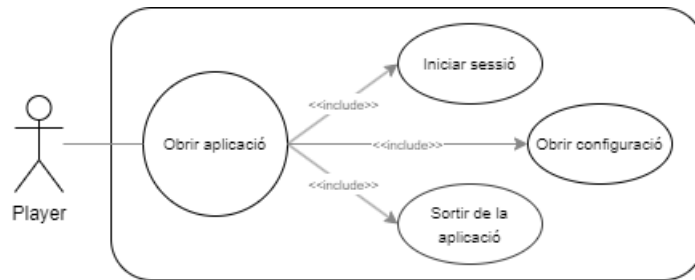 Iniciar sessió
<<include>>
Obrir aplicació
<<include>>
Obrir configuració
<<include>>
Player
Sortir de la
aplicació